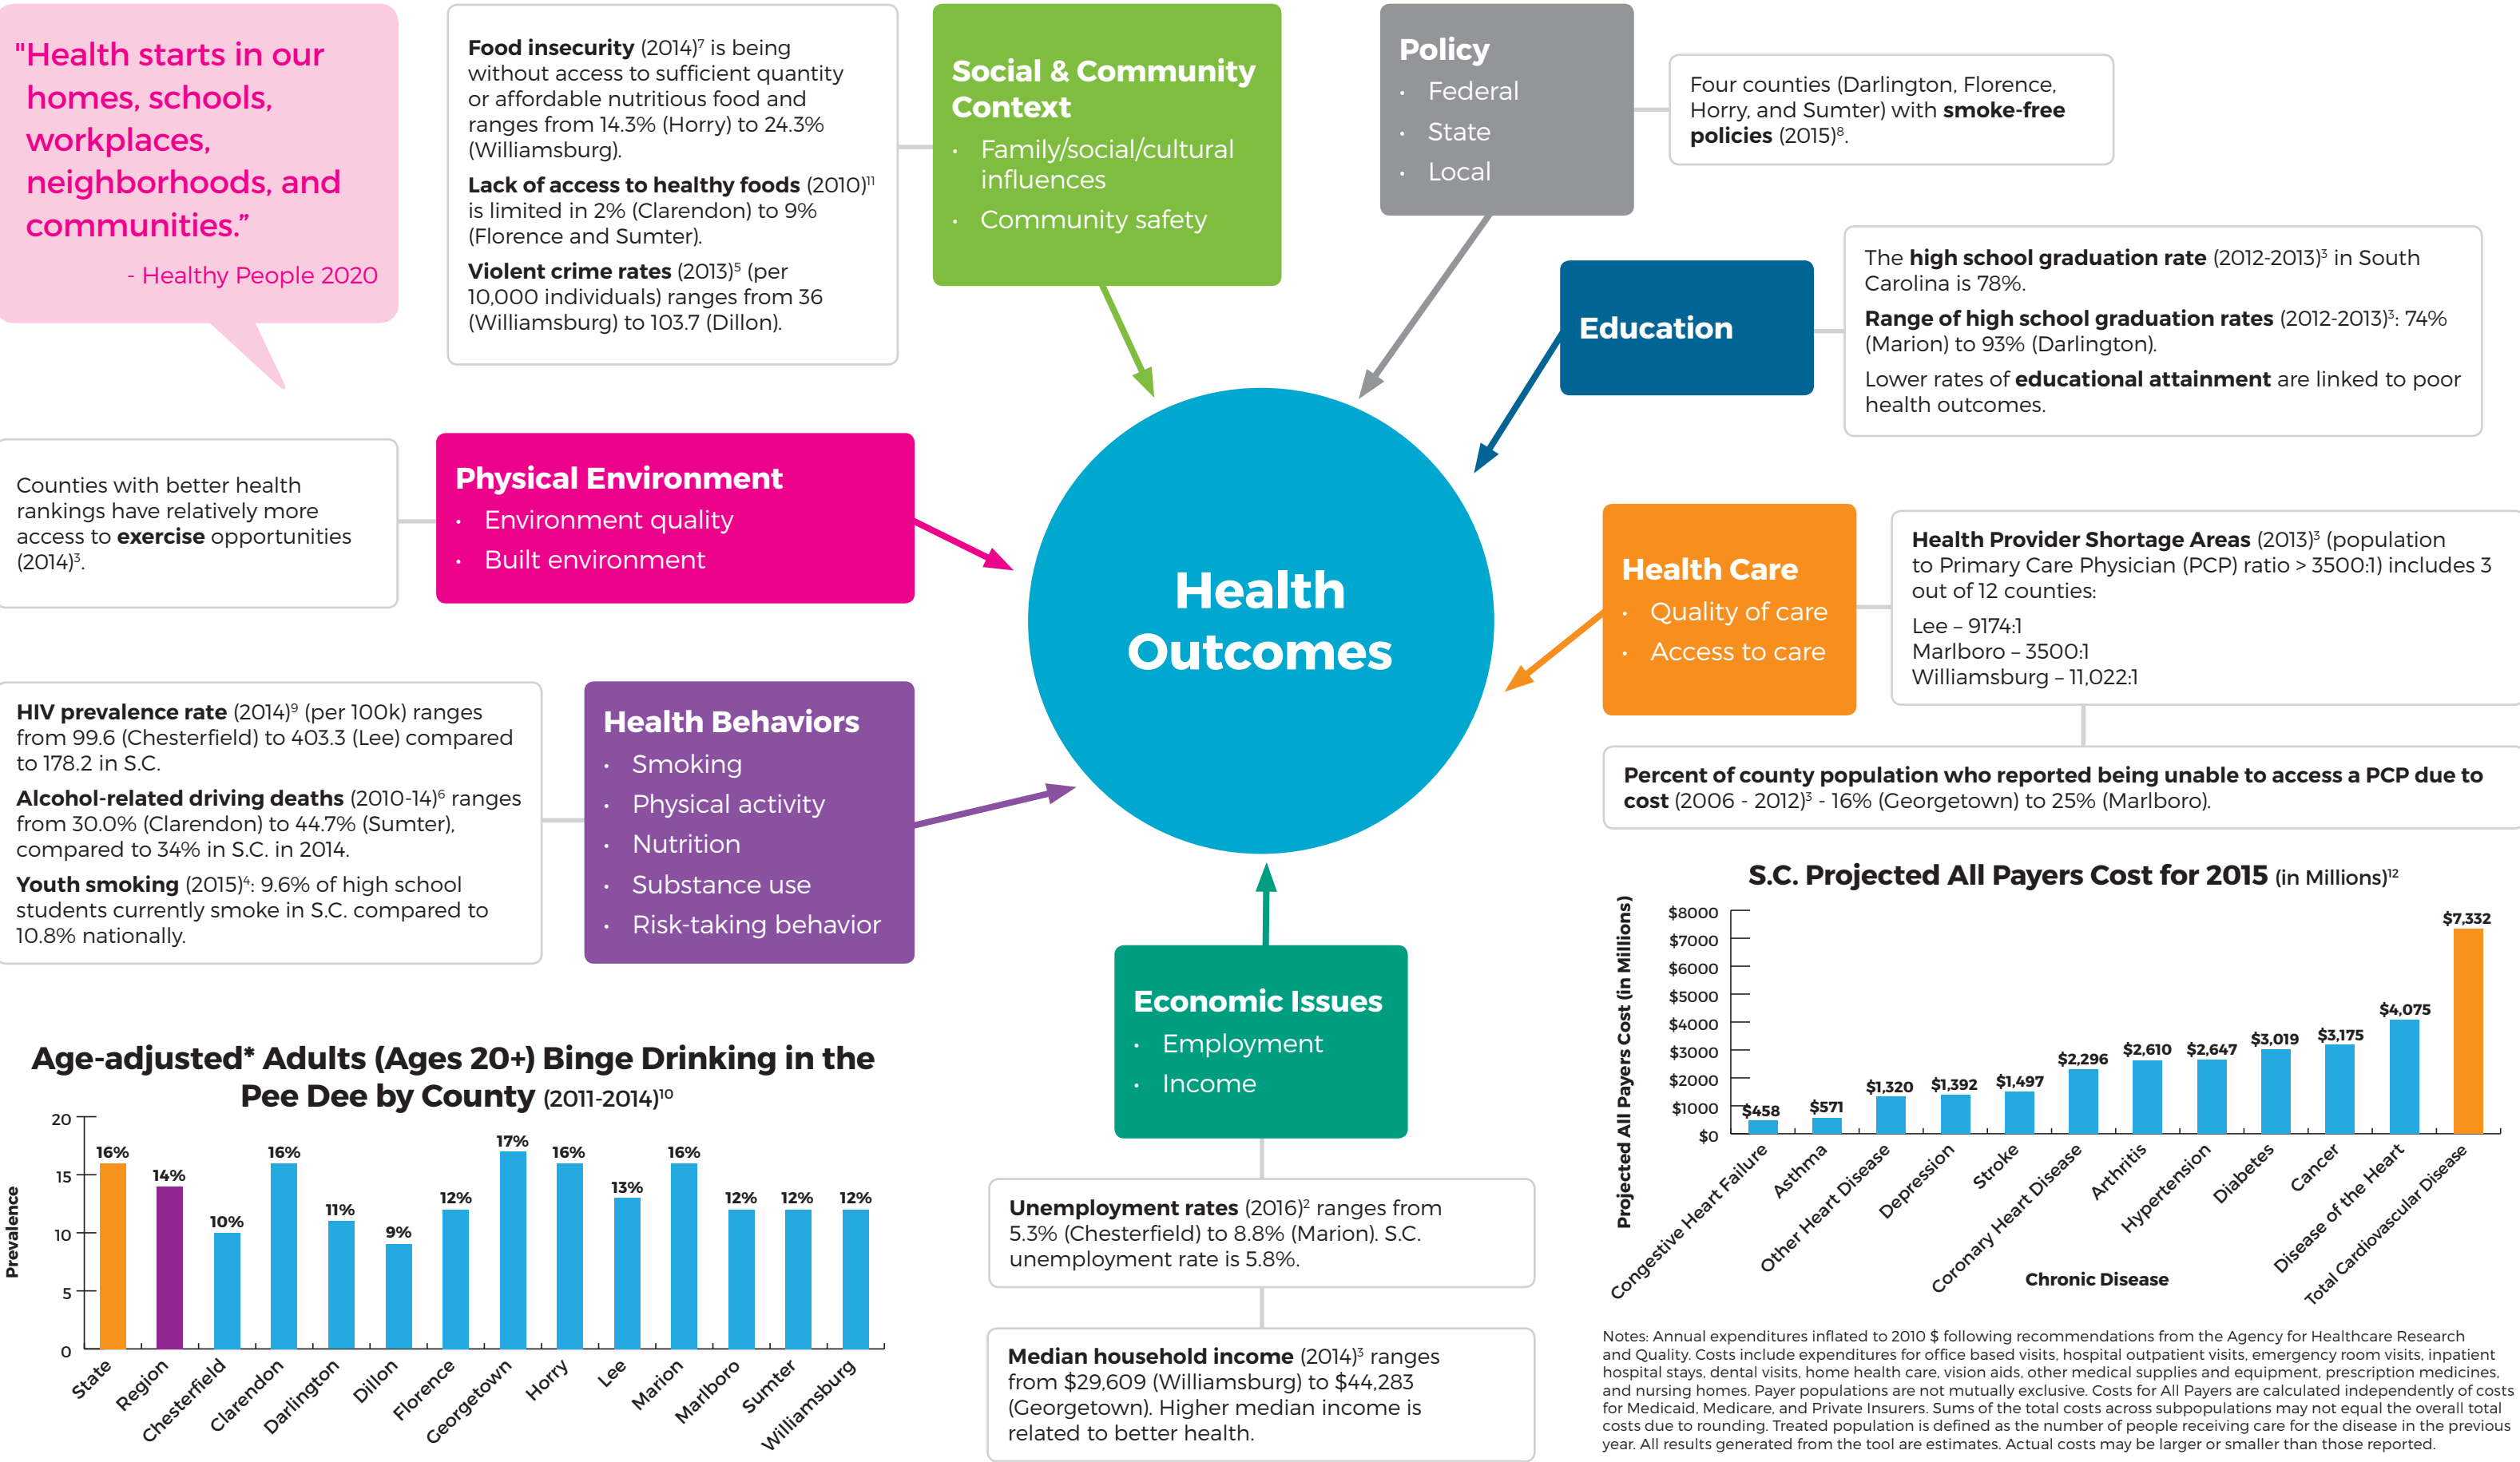 "Health starts in our
homes, schools,
workplaces,
neighborhoods, and
communities.”
- Healthy People 2020
Food insecurity (2014)7 is being
without access to sufficient quantity
or affordable nutritious food and
ranges from 14.3% (Horry) to 24.3%
(Williamsburg).
Lack of access to healthy foods (2010)11
is limited in 2% (Clarendon) to 9%
(Florence and Sumter).
Violent crime rates (2013)5 (per
10,000 individuals) ranges from 36
(Williamsburg) to 103.7 (Dillon).
Social & Community
Context
• Family/social/cultural
influences
• Community safety
Policy
• Federal
• State
• Local
Four counties (Darlington, Florence,
Horry, and Sumter) with smoke-free
policies (2015)8.
Education
The high school graduation rate (2012-2013)3 in South
Carolina is 78%.
Range of high school graduation rates (2012-2013)3: 74%
(Marion) to 93% (Darlington).
Lower rates of educational attainment are linked to poor
health outcomes.
Counties with better health
rankings have relatively more
access to exercise opportunities
(2014)3.
Physical Environment
• Environment quality
• Built environment
Health
Outcomes
Health Care
• Quality of care
• Access to care
Health Provider Shortage Areas (2013)3 (population
to Primary Care Physician (PCP) ratio > 3500:1) includes 3
out of 12 counties:
Lee – 9174:1
Marlboro – 3500:1
Williamsburg – 11,022:1
Percent of county population who reported being unable to access a PCP due to
cost (2006 - 2012)3 - 16% (Georgetown) to 25% (Marlboro).
HIV prevalence rate (2014)9 (per 100k) ranges
from 99.6 (Chesterfield) to 403.3 (Lee) compared
to 178.2 in S.C.
Alcohol-related driving deaths (2010-14)6 ranges
from 30.0% (Clarendon) to 44.7% (Sumter),
compared to 34% in S.C. in 2014.
Youth smoking (2015)4: 9.6% of high school
students currently smoke in S.C. compared to
10.8% nationally.
Health Behaviors
• Smoking
• Physical activity
• Nutrition
• Substance use
• Risk-taking behavior
Economic Issues
• Employment
• Income
Unemployment rates (2016)2 ranges from
5.3% (Chesterfield) to 8.8% (Marion). S.C.
unemployment rate is 5.8%.
Median household income (2014)3 ranges
from $29,609 (Williamsburg) to $44,283
(Georgetown). Higher median income is
related to better health.
Age-adjusted* Adults (Ages 20+) Binge Drinking in the
Pee Dee by County (2011-2014)10
Prevalence
20
15
10
5
0
16%
14%
10%
16%
11%
9%
12%
17%
16%
13%
16%
12%
12%
12%
State
Region
Chesterfield
Clarendon
Darlington
Dillon
Florence
Georgetown
Horry
Lee
Marion
Marlboro
Sumter
Williamsburg
S.C. Projected All Payers Cost for 2015 (in Millions)12
Projected All Payers Cost (in Millions)
$8000
$7000
$6000
$5000
$4000
$3000
$2000
$1000
$0
$458
$571
$1,320
$1,392
$1,497
$2,296
$2,610
$2,647
$3,019
$3,175
$4,075
$7,332
Congestive Heart Failure
Asthma
Other Heart Disease
Depression
Stroke
Coronary Heart Disease
Arthritis
Hypertension
Diabetes
Cancer
Disease of the Heart
Total Cardiovascular Disease
Chronic Disease
Notes: Annual expenditures inflated to 2010 $ following recommendations from the Agency for Healthcare Research
and Quality. Costs include expenditures for office based visits, hospital outpatient visits, emergency room visits, inpatient
hospital stays, dental visits, home health care, vision aids, other medical supplies and equipment, prescription medicines,
and nursing homes. Payer populations are not mutually exclusive. Costs for All Payers are calculated independently of costs
for Medicaid, Medicare, and Private Insurers. Sums of the total costs across subpopulations may not equal the overall total
costs due to rounding. Treated population is defined as the number of people receiving care for the disease in the previous
year. All results generated from the tool are estimates. Actual costs may be larger or smaller than those reported.